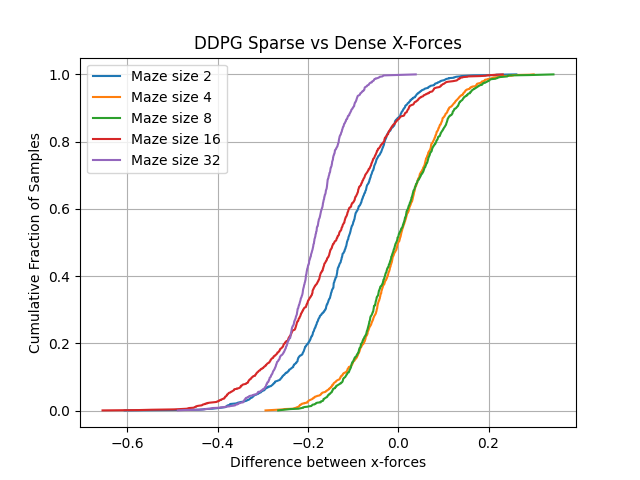 DDPG Sparse vs Dense X-Forces
Maze size 2
Maze size 4
Maze size 8
Maze size 16
Maze size 32
Cumulative Fraction of Samples
1.0
0.8
0.6
0.4
0.2
0.0
−0.6
−0.4
−0.2
0.0
0.2
Difference between x-forces